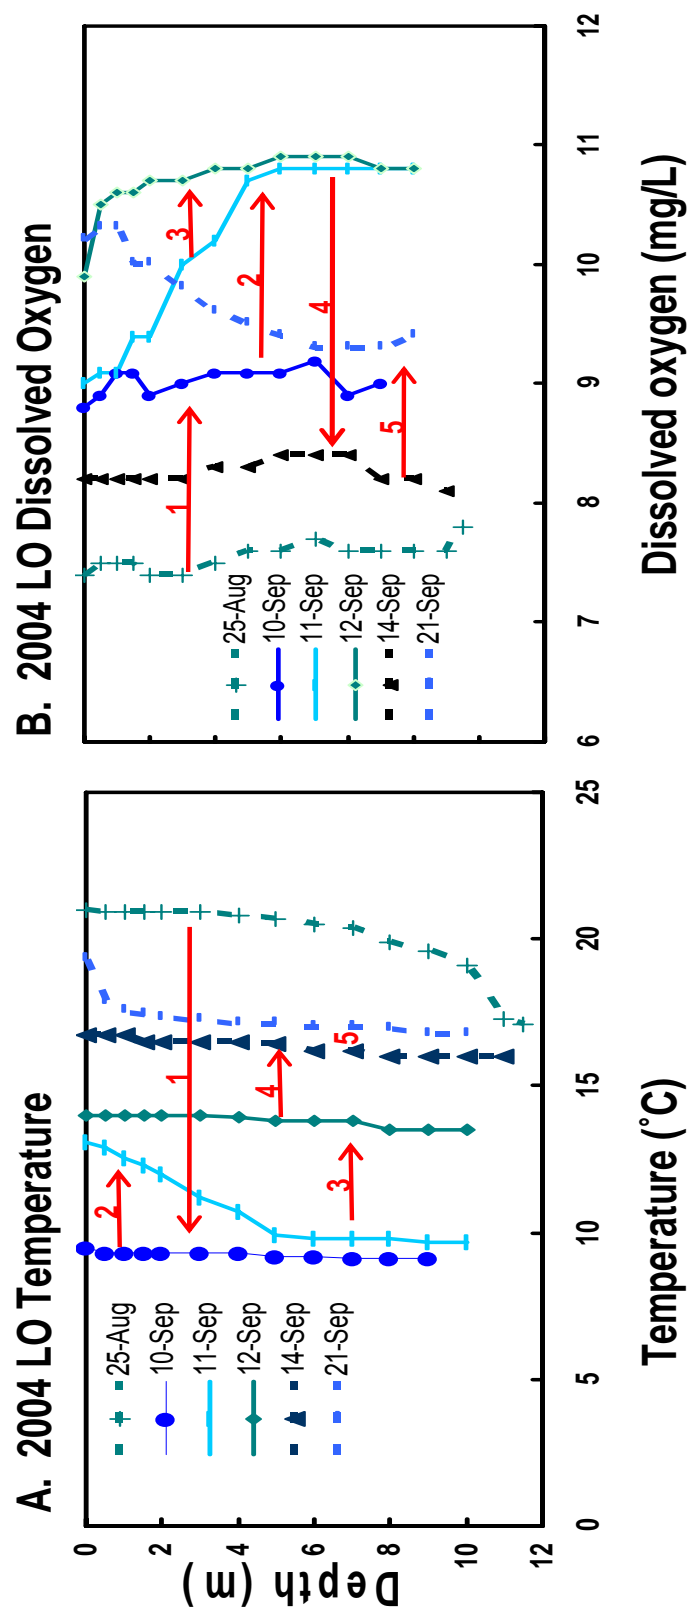 A. 2004 LO Temperature
0
2
4
6
8
10
12
Depth (m)
0
5
10
15
20
25
Temperature (˚C)
25-Aug
10-Sep
11-Sep
12-Sep
14-Sep
21-Sep
1
2
3
4
5
B. 2004 LO Dissolved Oxygen
6
7
8
9
10
11
12
Dissolved oxygen (mg/L)
25-Aug
10-Sep
11-Sep
12-Sep
14-Sep
21-Sep
1
2
3
4
5